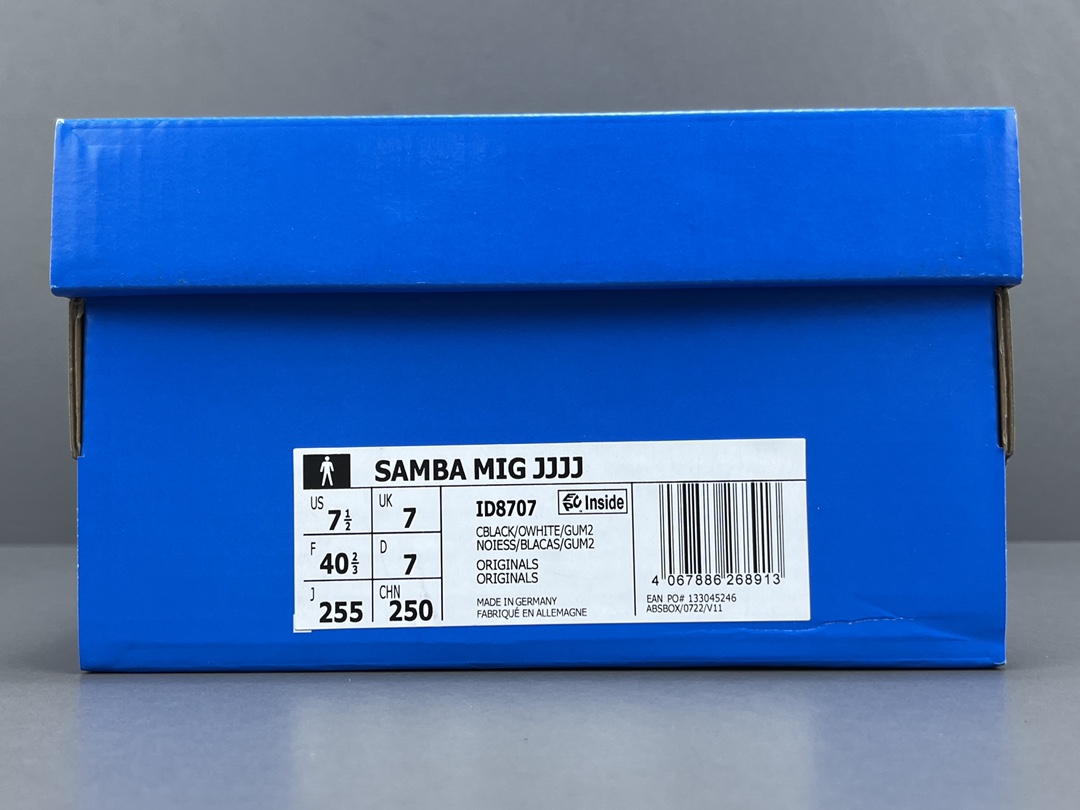 SAMBA MIG JJJJ
US 7½ UK 7
F 40⅔ D 7
J 255 CHN 250
ID8707
Inside
CBLACK/OWHITE/GUM2
NOIESS/BLACAS/GUM2
ORIGINALS
ORIGINALS
MADE IN GERMANY
FABRIQUÉ EN ALLEMAGNE
4 067886 268913
EAN PO# 133045246
ABSBOX/0722/V11